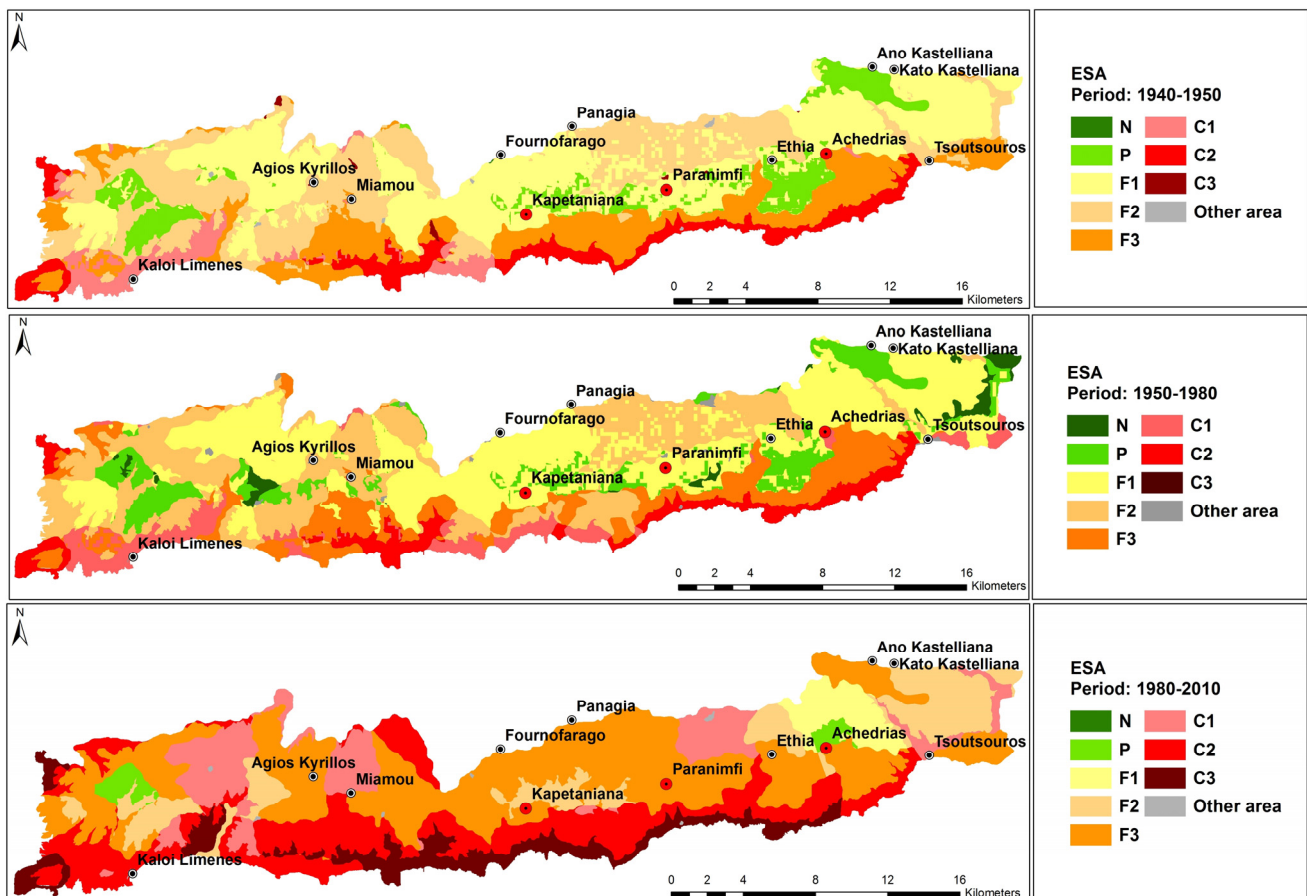 N
Ano Kastelliana
Kato Kastelliana
Panagia
Fournofarago
Achedrias
Ethia
Tsoutsouros
Agios Kyrillos
Paranimfi
Miamou
Kapetaniana
Kaloi Limenes
0 2 4 8 12 16
Kilometers
ESA
Period: 1940-1950
N C1
P C2
F1 C3
F2 Other area
F3
N
Ano Kastelliana
Kato Kastelliana
Panagia
Fournofarago
Achedrias
Ethia
Tsoutsouros
Agios Kyrillos
Paranimfi
Miamou
Kapetaniana
Kaloi Limenes
0 2 4 8 12 16
Kilometers
ESA
Period: 1950-1980
N C1
P C2
F1 C3
F2 Other area
F3
N
Ano Kastelliana
Kato Kastelliana
Panagia
Fournofarago
Achedrias
Ethia
Tsoutsouros
Agios Kyrillos
Paranimfi
Miamou
Kapetaniana
Kaloi Limenes
0 2 4 8 12 16
Kilometers
ESA
Period: 1980-2010
N C1
P C2
F1 C3
F2 Other area
F3